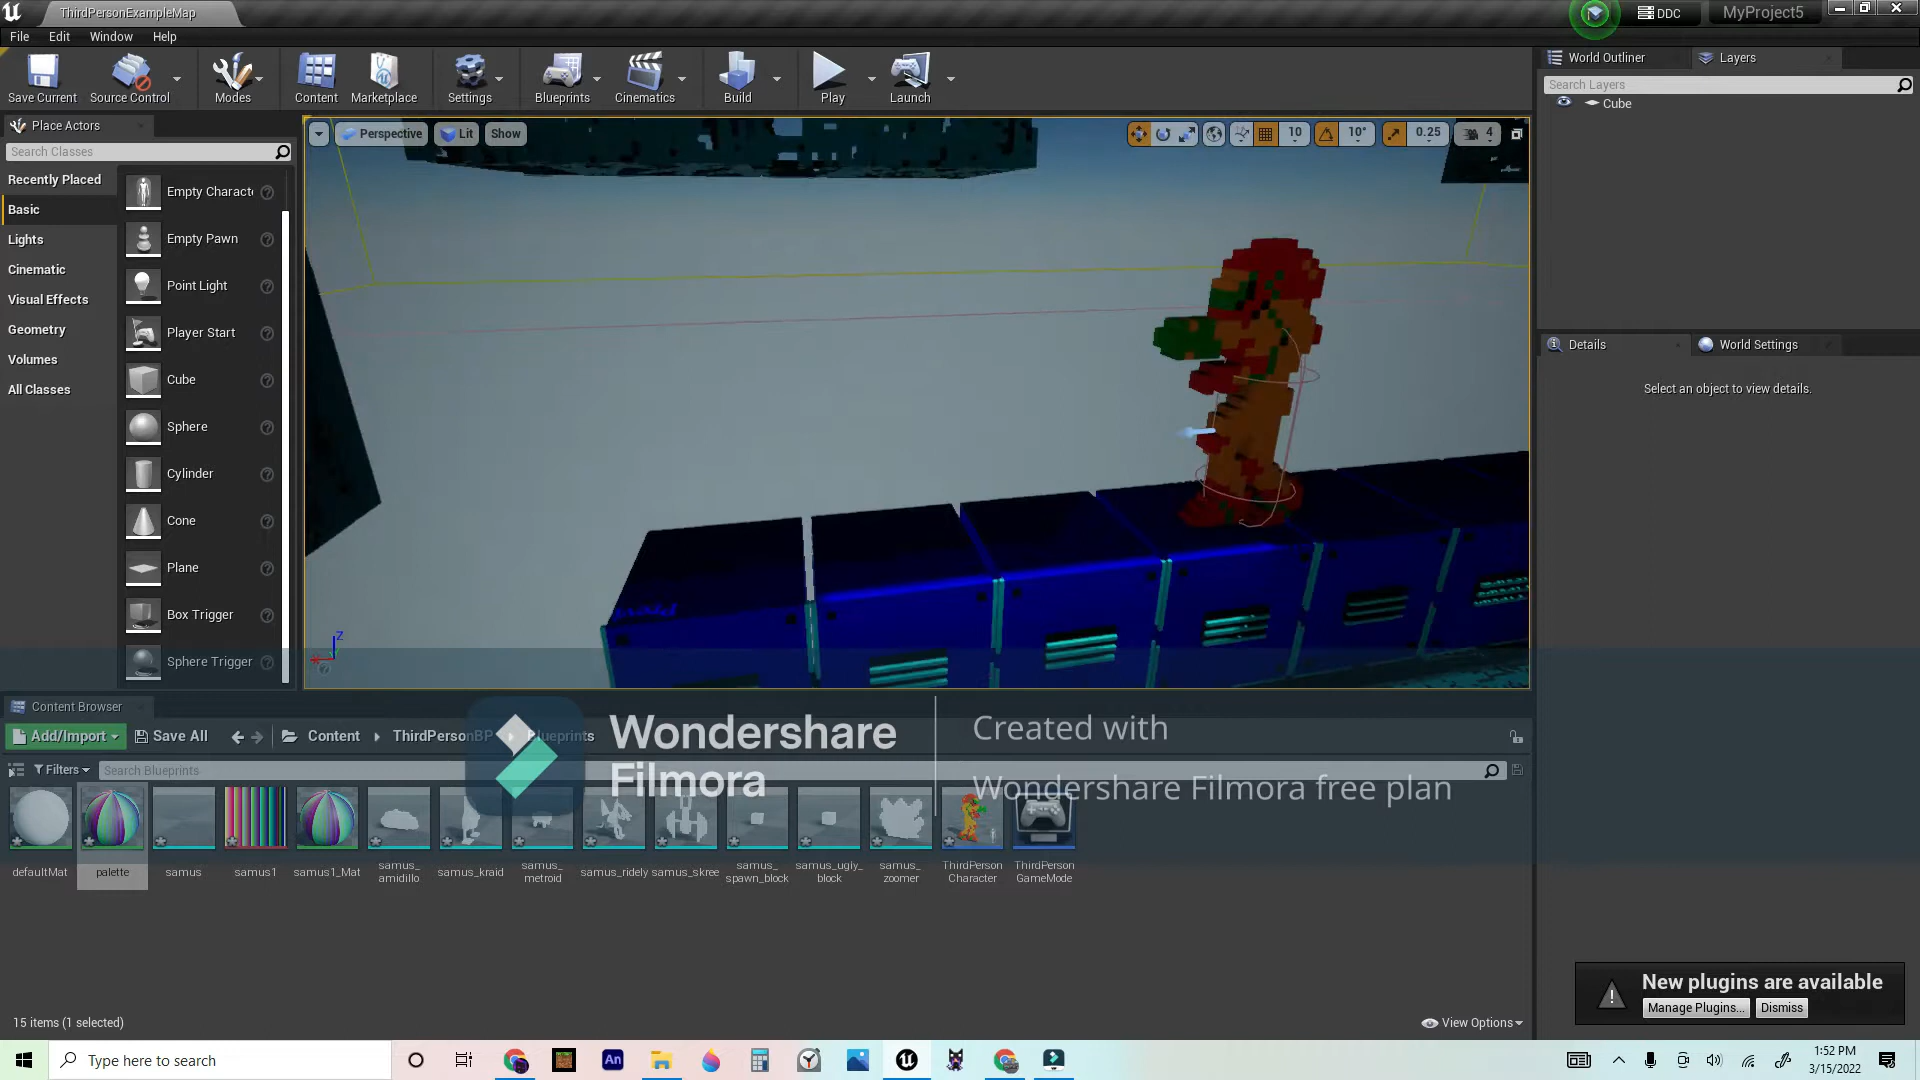 ThirdPersonExampleMap
DDC
MyProject5
File Edit Window Help
Save Current
Source Control
Modes
Content
Marketplace
Settings
Blueprints
Cinematics
Build
Play
Launch
World Outliner
Layers
Search Layers
Cube
Place Actors
Search Classes
Recently Placed
Basic
Lights
Cinematic
Visual Effects
Geometry
Volumes
All Classes
Empty Characte
Empty Pawn
Point Light
Player Start
Cube
Sphere
Cylinder
Cone
Plane
Box Trigger
Sphere Trigger
Perspective
Lit
Show
10
10°
0.25
4
Z
Details
World Settings
Select an object to view details.
Content Browser
Add/Import
Save All
Content
ThirdPersonBP
Blueprints
Filters
Search Blueprints
Wondershare
Filmora
Created with
Wondershare Filmora free plan
defaultMat
palette
samus
samus1
samus1_Mat
samus_
amidillo
samus_kraid
samus_
metroid
samus_ridely
samus_skree
samus_
spawn_block
samus_ugly_
block
samus_
zoomer
ThirdPerson
Character
ThirdPerson
GameMode
15 items (1 selected)
View Options
New plugins are available
Manage Plugins...
Dismiss
Type here to search
An
1:52 PM
3/15/2022